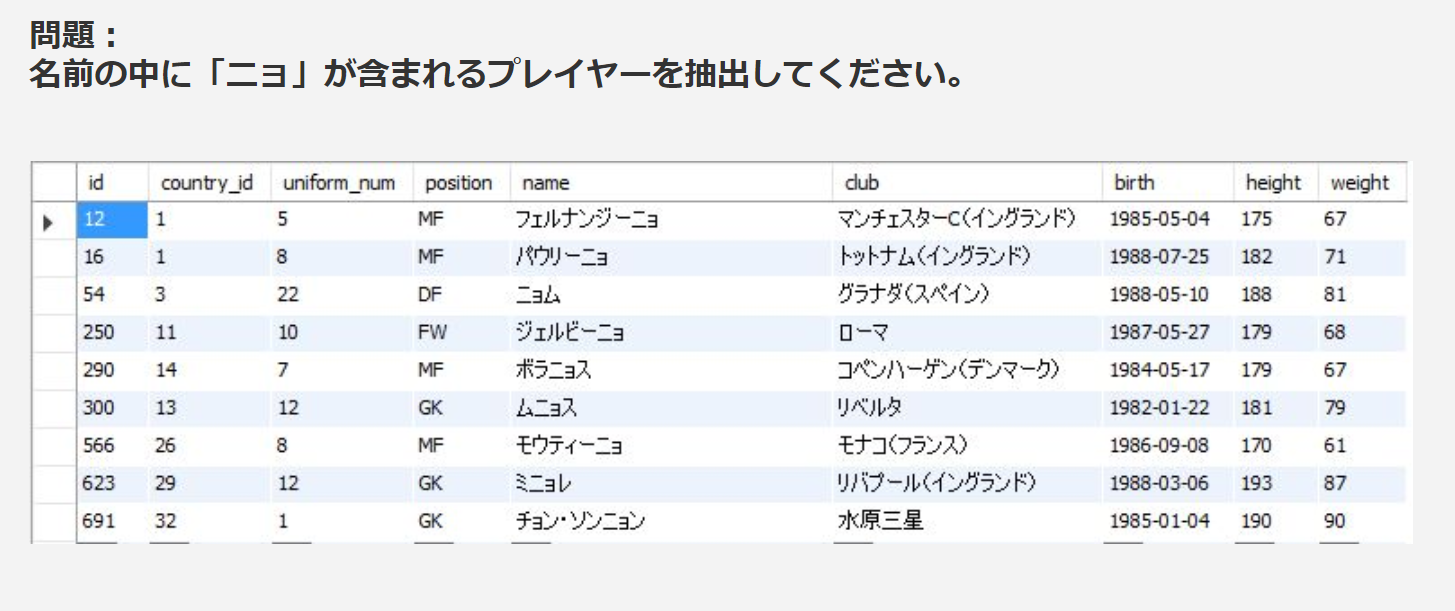 問題：
名前の中に「ニョ」が含まれるプレイヤーを抽出してください。
id country_id uniform_num position name club birth height weight
12 1 5 MF フェルナンジーニョ マンチェスターC(イングランド) 1985-05-04 175 67
16 1 8 MF パウリーニョ トットナム(イングランド) 1988-07-25 182 71
54 3 22 DF ニョム グラナダ(スペイン) 1988-05-10 188 81
250 11 10 FW ジェルビーニョ ローマ 1987-05-27 179 68
290 14 7 MF ボラニョス コペンハーゲン(デンマーク) 1984-05-17 179 67
300 13 12 GK ムニョス リベルタ 1982-01-22 181 79
566 26 8 MF モウティーニョ モナコ(フランス) 1986-09-08 170 61
623 29 12 GK ミニョレ リバプール(イングランド) 1988-03-06 193 87
691 32 1 GK チョン・ソンニョン 水原三星 1985-01-04 190 90